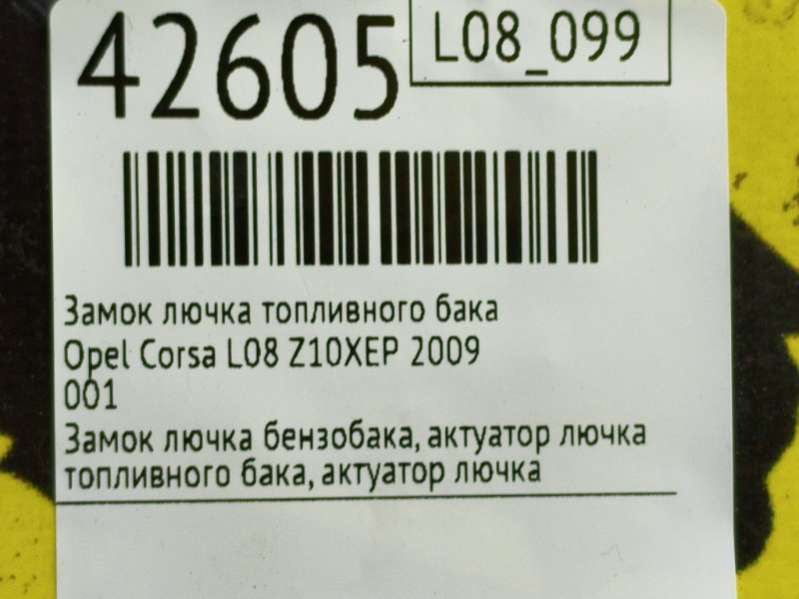 42605
L08_099
Замок лючка топливного бака
Opel Corsa L08 Z10XEP 2009
001
Замок лючка бензобака, актуатор лючка
топливного бака, актуатор лючка